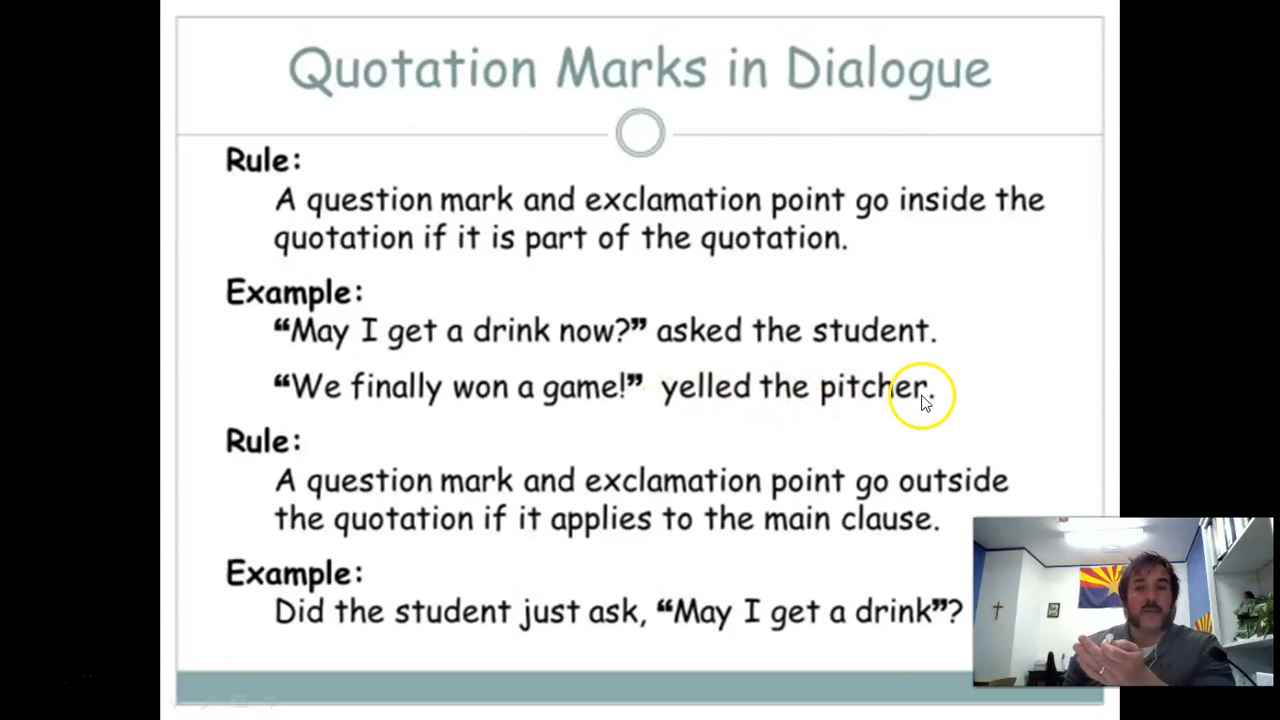 Quotation Marks in Dialogue
Rule:
A question mark and exclamation point go inside the
quotation if it is part of the quotation.
Example:
“May I get a drink now?” asked the student.
“We finally won a game!” yelled the pitcher.
Rule:
A question mark and exclamation point go outside
the quotation if it applies to the main clause.
Example:
Did the student just ask, “May I get a drink”?